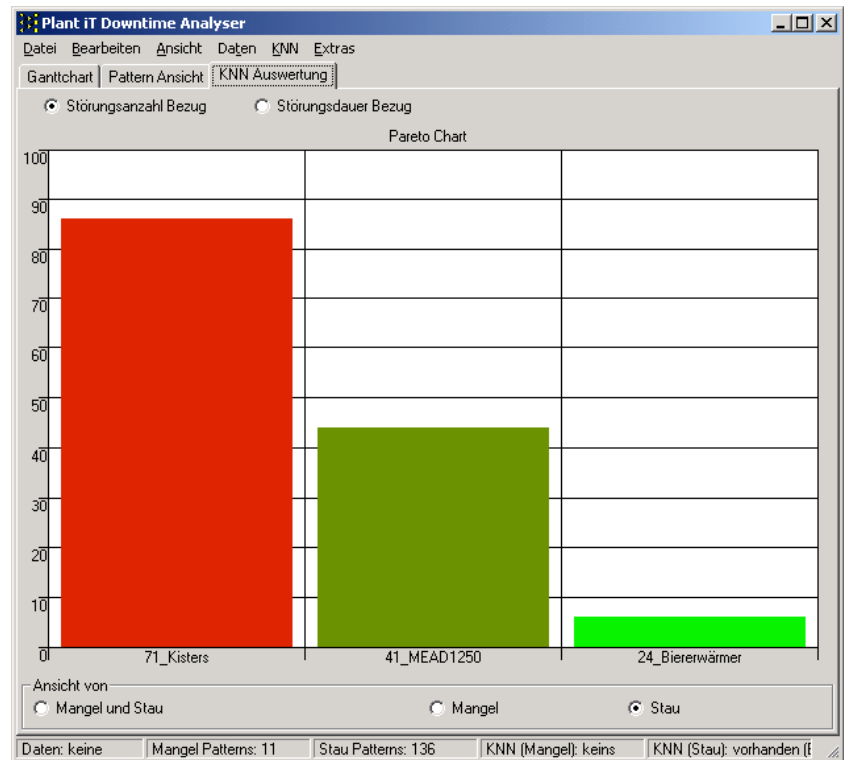 Plant iT Downtime Analyser
Datei Bearbeiten Ansicht Daten KNN Extras
Ganttchart Pattern Ansicht KNN Auswertung
Störungsanzahl Bezug Störungsdauer Bezug
Pareto Chart
100
90
80
70
60
50
40
30
20
10
0
71_Kisters 41_MEAD1250 24_Biererwärmer
Ansicht von
Mangel und Stau Mangel Stau
Daten: keine Mangel Patterns: 11 Stau Patterns: 136 KNN (Mangel): keins KNN (Stau): vorhanden